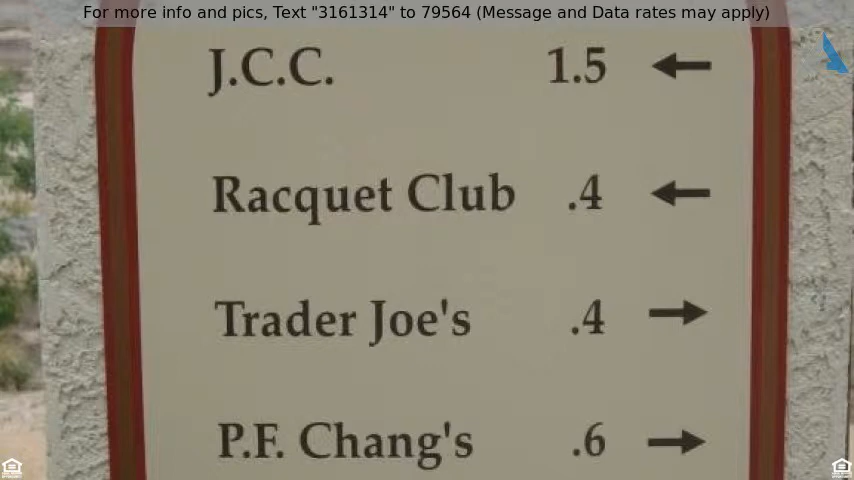 For more info and pics, Text "3161314" to 79564 (Message and Data rates may apply)
J.C.C. 1.5 ←
Racquet Club .4 ←
Trader Joe's .4 →
P.F. Chang's .6 →